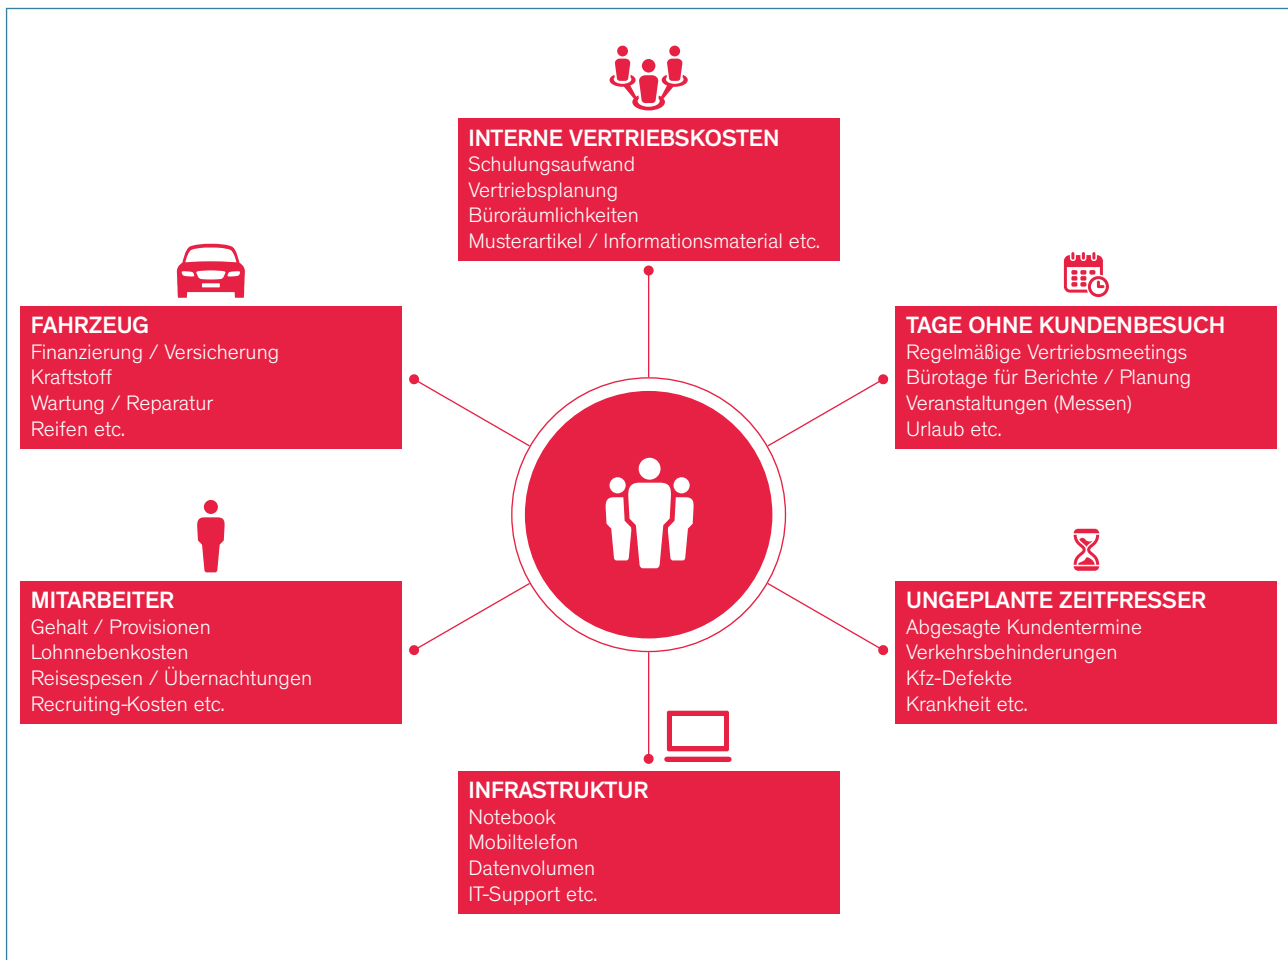 INTERNE VERTRIEBSKOSTEN
Schulungsaufwand
Vertriebsplanung
Büroräumlichkeiten
Musterartikel / Informationsmaterial etc.
FAHRZEUG
Finanzierung / Versicherung
Kraftstoff
Wartung / Reparatur
Reifen etc.
TAGE OHNE KUNDENBESUCH
Regelmäßige Vertriebsmeetings
Bürotage für Berichte / Planung
Veranstaltungen (Messen)
Urlaub etc.
MITARBEITER
Gehalt / Provisionen
Lohnnebenkosten
Reisespesen / Übernachtungen
Recruiting-Kosten etc.
UNGEPLANTE ZEITFRESSER
Abgesagte Kundentermine
Verkehrsbehinderungen
Kfz-Defekte
Krankheit etc.
INFRASTRUKTUR
Notebook
Mobiltelefon
Datenvolumen
IT-Support etc.